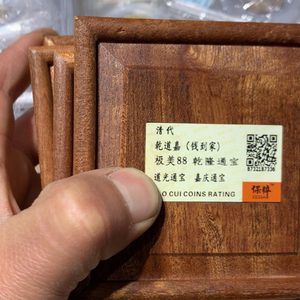 清代
乾道嘉（钱到家）
极美88 乾隆通宝
道光通宝 嘉庆通宝
O CUI COINS RATING
保粹
8732187336